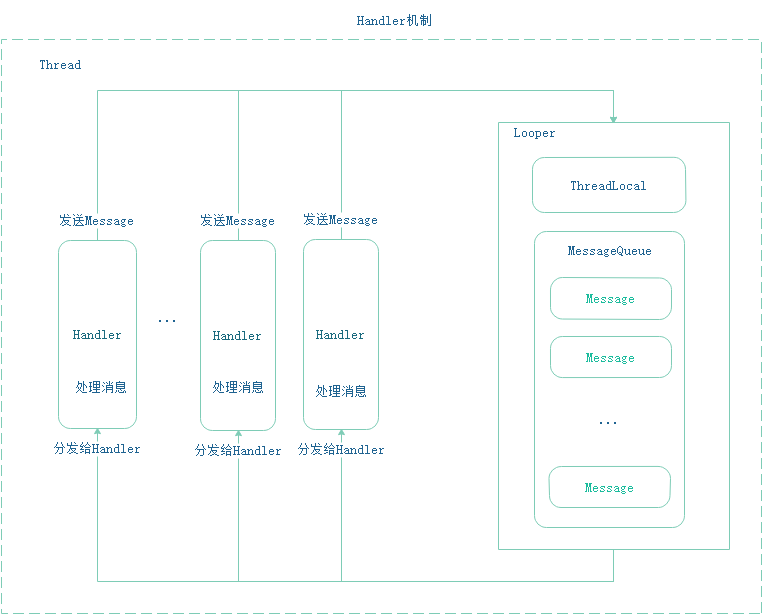 Handler机制
Thread
Looper
ThreadLocal
发送Message
发送Message
发送Message
MessageQueue
Message
...
Handler
Handler
Handler
Message
处理消息
处理消息
处理消息
...
分发给Handler
分发给Handler
分发给Handler
Message